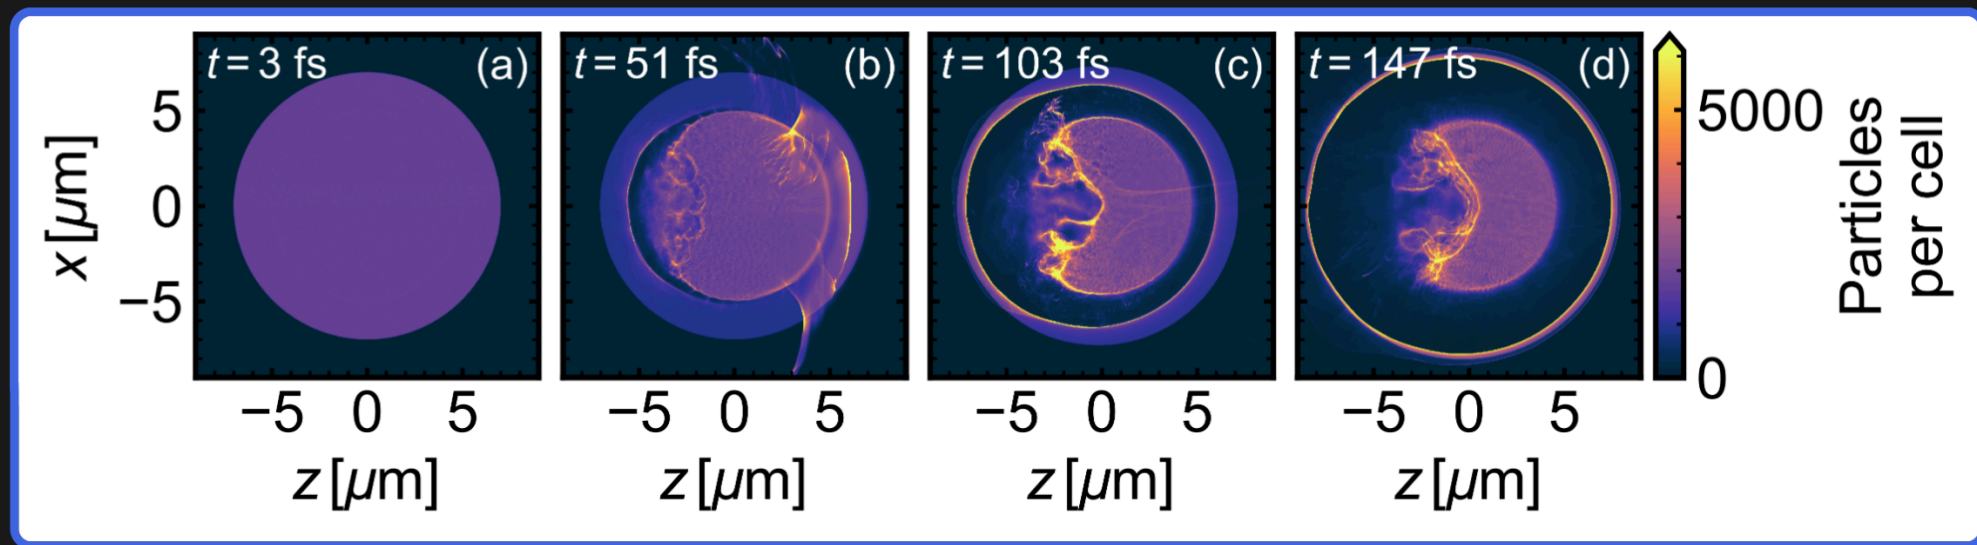 t = 3 fs
(a)
t = 51 fs
(b)
t = 103 fs
(c)
t = 147 fs
(d)
5
0
−5
x [μm]
−5 0 5
−5 0 5
−5 0 5
−5 0 5
z [μm]
z [μm]
z [μm]
z [μm]
5000
0
Particles
per cell